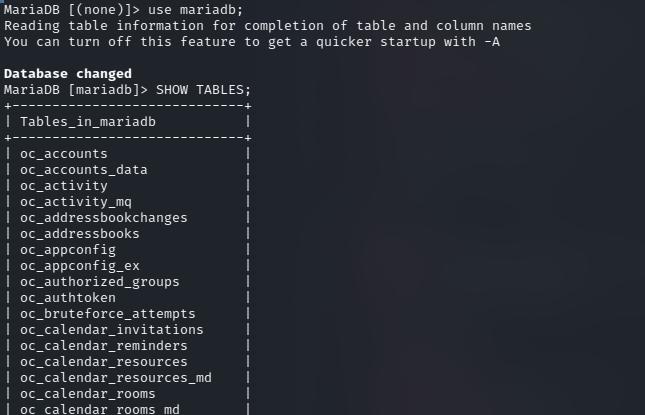 MariaDB [(none)]> use mariadb;
Reading table information for completion of table and column names
You can turn off this feature to get a quicker startup with -A

Database changed
MariaDB [mariadb]> SHOW TABLES;
+-----------------------------+
| Tables_in_mariadb           |
+-----------------------------+
| oc_accounts                 |
| oc_accounts_data            |
| oc_activity                 |
| oc_activity_mq              |
| oc_addressbookchanges       |
| oc_addressbooks             |
| oc_appconfig                |
| oc_appconfig_ex             |
| oc_authorized_groups        |
| oc_authtoken                |
| oc_bruteforce_attempts      |
| oc_calendar_invitations     |
| oc_calendar_reminders       |
| oc_calendar_resources       |
| oc_calendar_resources_md    |
| oc_calendar_rooms           |
| oc_calendar_rooms_md        |